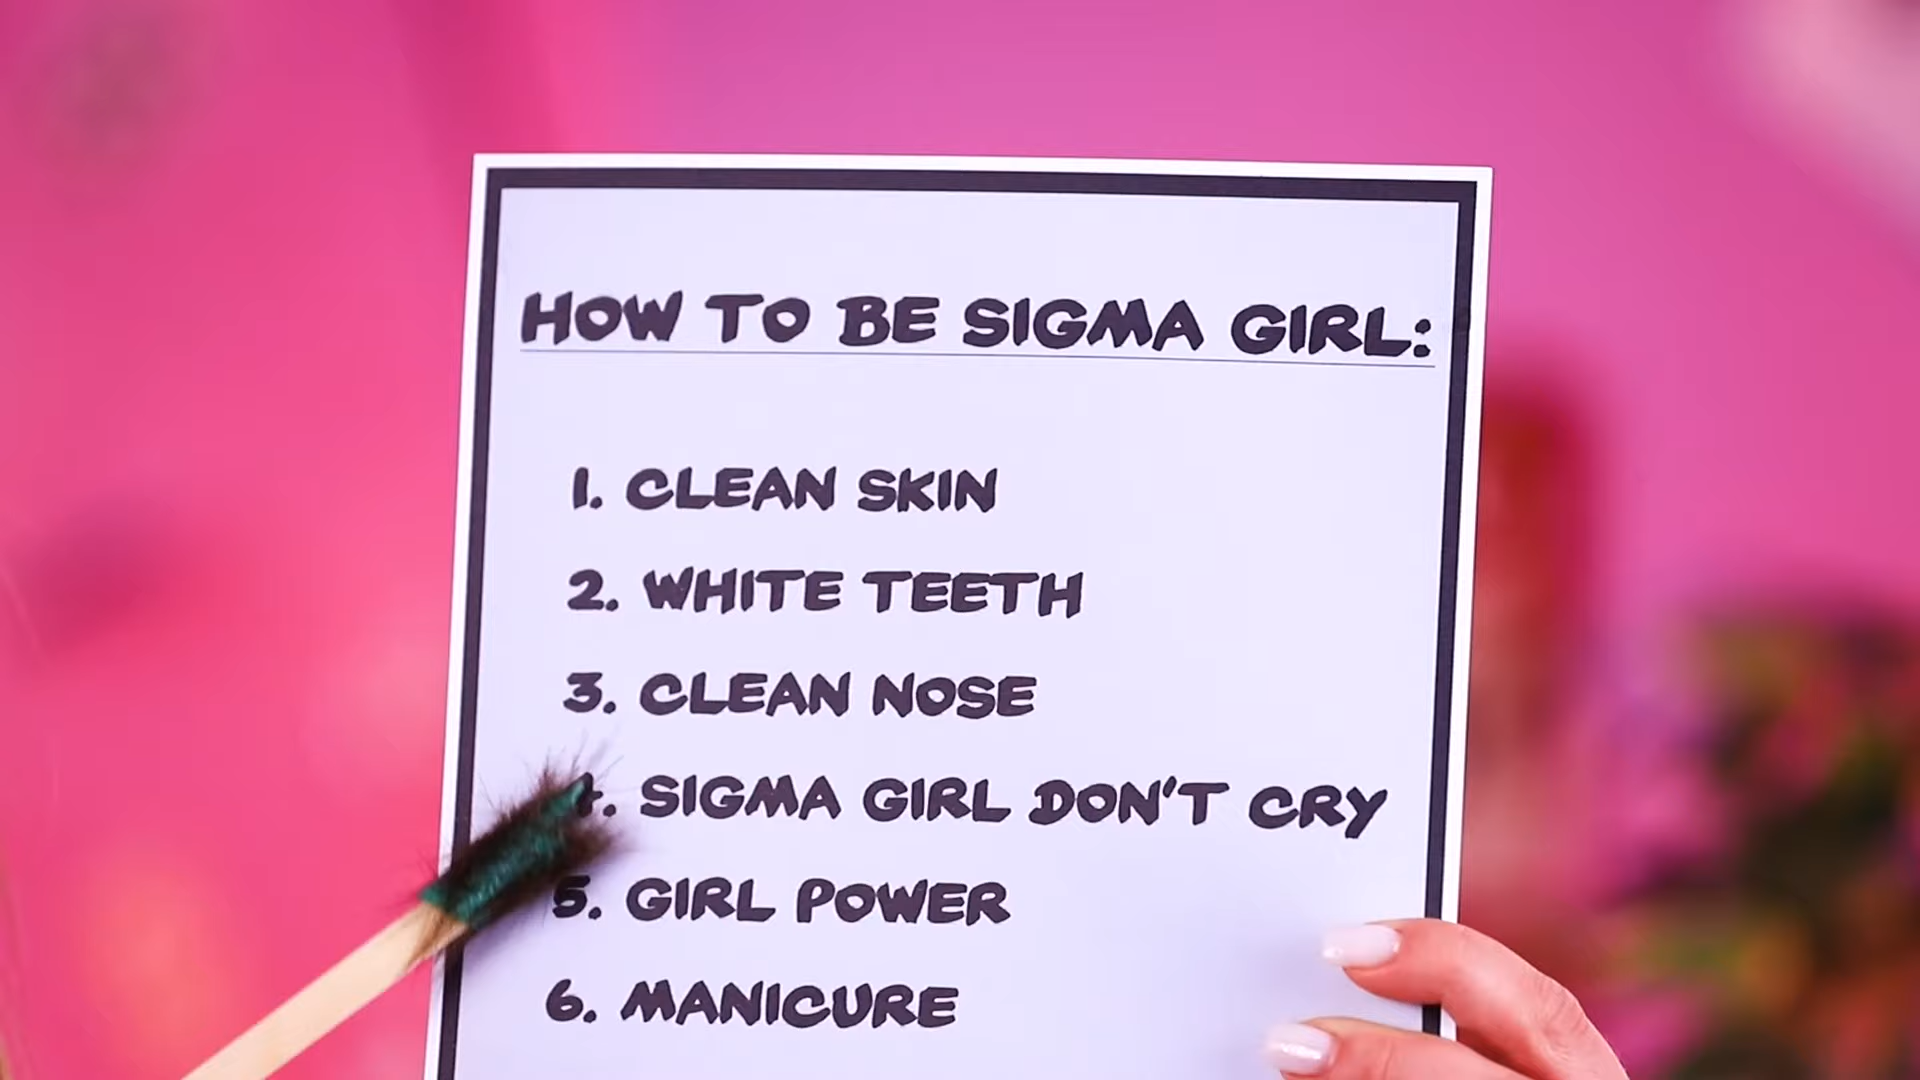 HOW TO BE SIGMA GIRL:
1. CLEAN SKIN
2. WHITE TEETH
3. CLEAN NOSE
4. SIGMA GIRL DON'T CRY
5. GIRL POWER
6. MANICURE